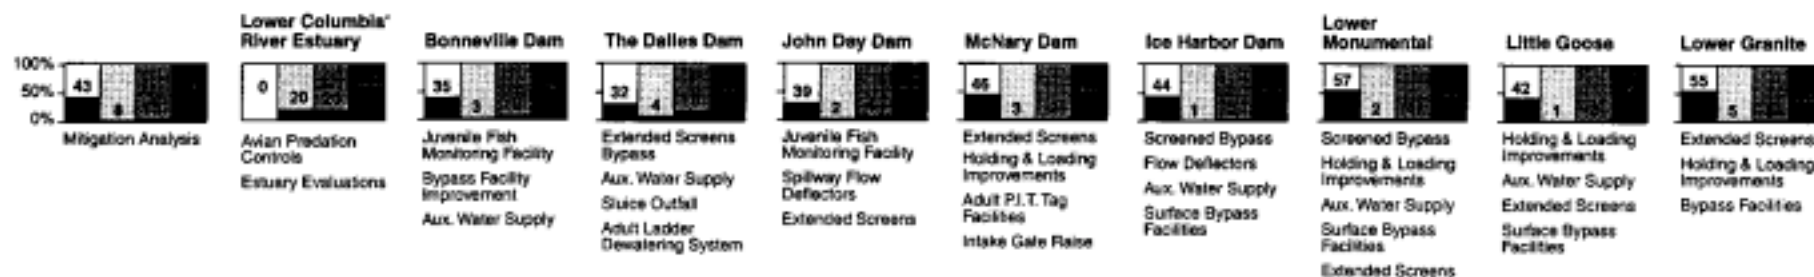 100%
50%
0%
43
8
Mitigation Analysis
Lower Columbia
River Estuary
0
20
Avian Predation
Controls
Estuary Evaluations
Bonneville Dam
35
3
Juvenile Fish
Monitoring Facility
Bypass Facility
Improvement
Aux. Water Supply
The Dalles Dam
32
4
Extended Screens
Bypass
Aux. Water Supply
Sluice Outfall
Adult Ladder
Dewatering System
John Day Dam
39
2
Juvenile Fish
Monitoring Facility
Spillway Flow
Deflectors
Extended Screens
McNary Dam
46
3
Extended Screens
Holding & Loading
Improvements
Adult P.I.T. Tag
Facilities
Intake Gate Raise
Ice Harbor Dam
44
1
Screened Bypass
Flow Deflectors
Aux. Water Supply
Surface Bypass
Facilities
Lower
Monumental
57
2
Screened Bypass
Holding & Loading
Improvements
Aux. Water Supply
Surface Bypass
Facilities
Extended Screens
Little Goose
42
1
Holding & Loading
Improvements
Aux. Water Supply
Extended Screens
Surface Bypass
Facilities
Lower Granite
55
5
Extended Screens
Holding & Loading
Improvements
Bypass Facilities